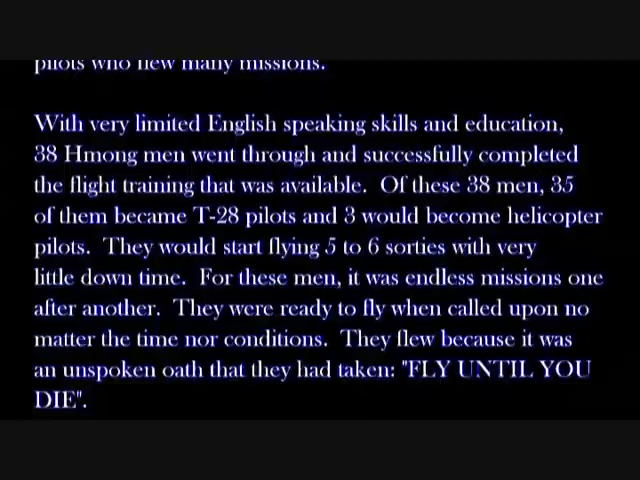 pilots who flew many missions.
With very limited English speaking skills and education,
38 Hmong men went through and successfully completed
the flight training that was available.  Of these 38 men, 35
of them became T-28 pilots and 3 would become helicopter
pilots.  They would start flying 5 to 6 sorties with very
little down time.  For these men, it was endless missions one
after another.  They were ready to fly when called upon no
matter the time nor conditions.  They flew because it was
an unspoken oath that they had taken: "FLY UNTIL YOU
DIE".